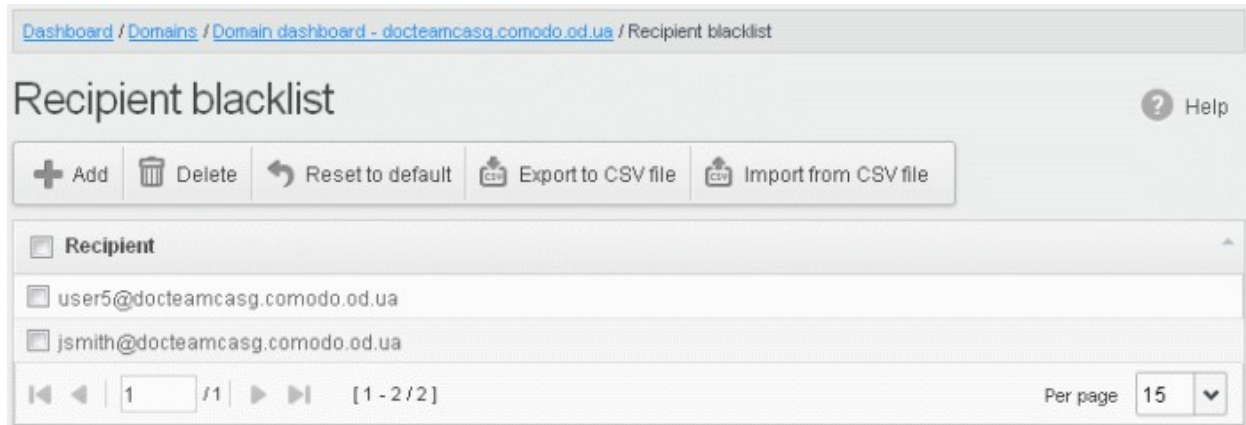 Dashboard / Domains / Domain dashboard - docteamcasg.comodo.od.ua / Recipient blacklist
Recipient blacklist
? Help
Add Delete Reset to default CSV Export to CSV file CSV Import from CSV file
Recipient
user5@docteamcasg.comodo.od.ua
jsmith@docteamcasg.comodo.od.ua
1 /1 [1 - 2 / 2] Per page 15